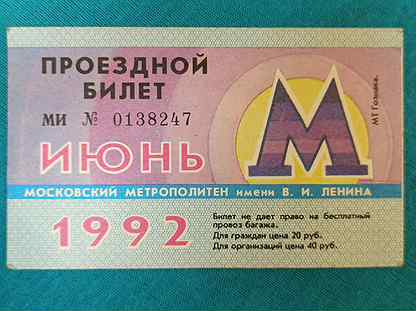 ПРОЕЗДНОЙ
БИЛЕТ
МИ № 0138247
ИЮНЬ
М
МТ Гознака.
МОСКОВСКИЙ МЕТРОПОЛИТЕН имени В. И. ЛЕНИНА
1992
Билет не дает право на бесплатный
провоз багажа.
Для граждан цена 20 руб.
Для организаций цена 40 руб.